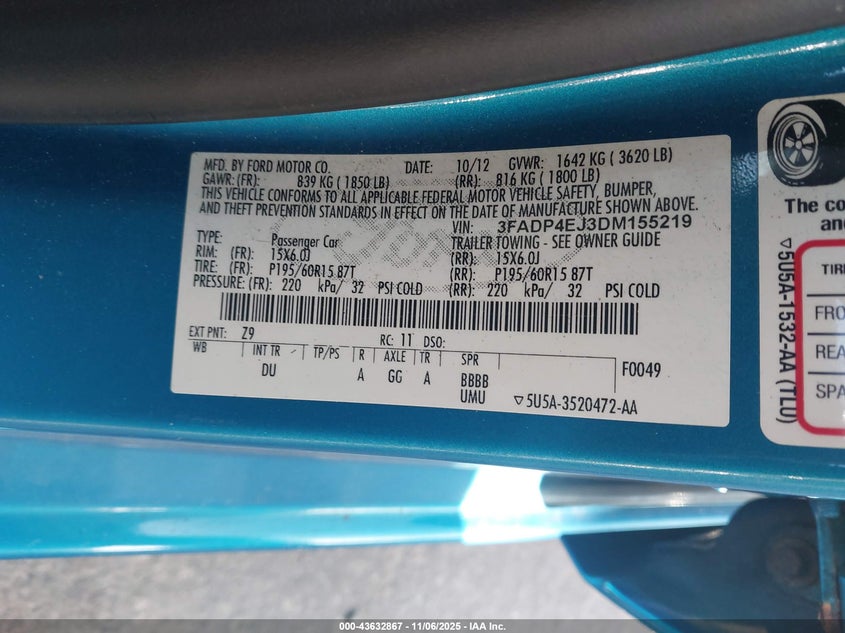 MFD. BY FORD MOTOR CO. DATE: 10/12 GVWR: 1642 KG ( 3620 LB)
GAWR: (FR): 839 KG ( 1850 LB) (RR): 816 KG ( 1800 LB)
THIS VEHICLE CONFORMS TO ALL APPLICABLE FEDERAL MOTOR VEHICLE SAFETY, BUMPER,
AND THEFT PREVENTION STANDARDS IN EFFECT ON THE DATE OF MANUFACTURE SHOWN ABOVE.
VIN: 3FADP4EJ3DM155219
TYPE: Passenger Car TRAILER TOWING - SEE OWNER GUIDE
RIM: (FR): 15X6.0J (RR): 15X6.0J
TIRE: (FR): P195/60R15 87T (RR): P195/60R15 87T
PRESSURE: (FR): 220 kPa/ 32 PSI COLD (RR): 220 kPa/ 32 PSI COLD
EXT PNT: Z9 RC: 11 DSO:
WB INT TR TP/PS R AXLE TR SPR F0049
DU A GG A BBBB
UMU ▽5U5A-3520472-AA
The co
an
▽5U5A-1532-AA (TLU)
TIR
FRO
REA
SPA
000-43632867 - 11/06/2025 - IAA Inc.